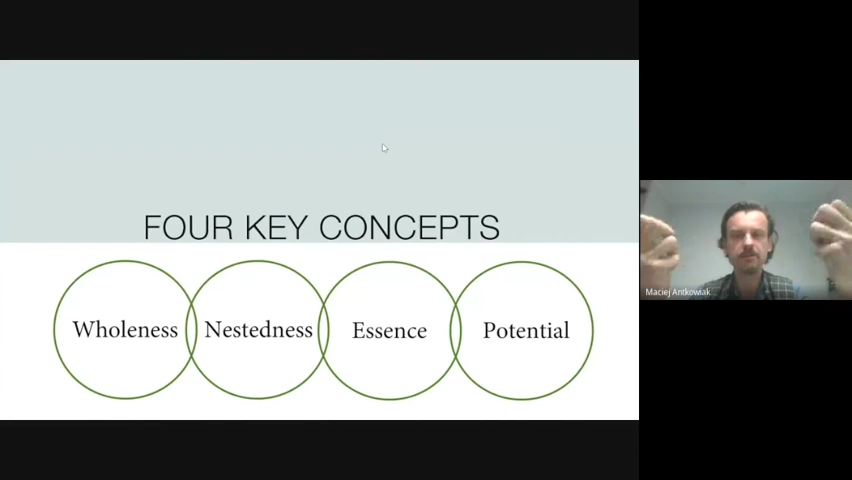 FOUR KEY CONCEPTS
Wholeness Nestedness Essence Potential
Maciej Antkowiak